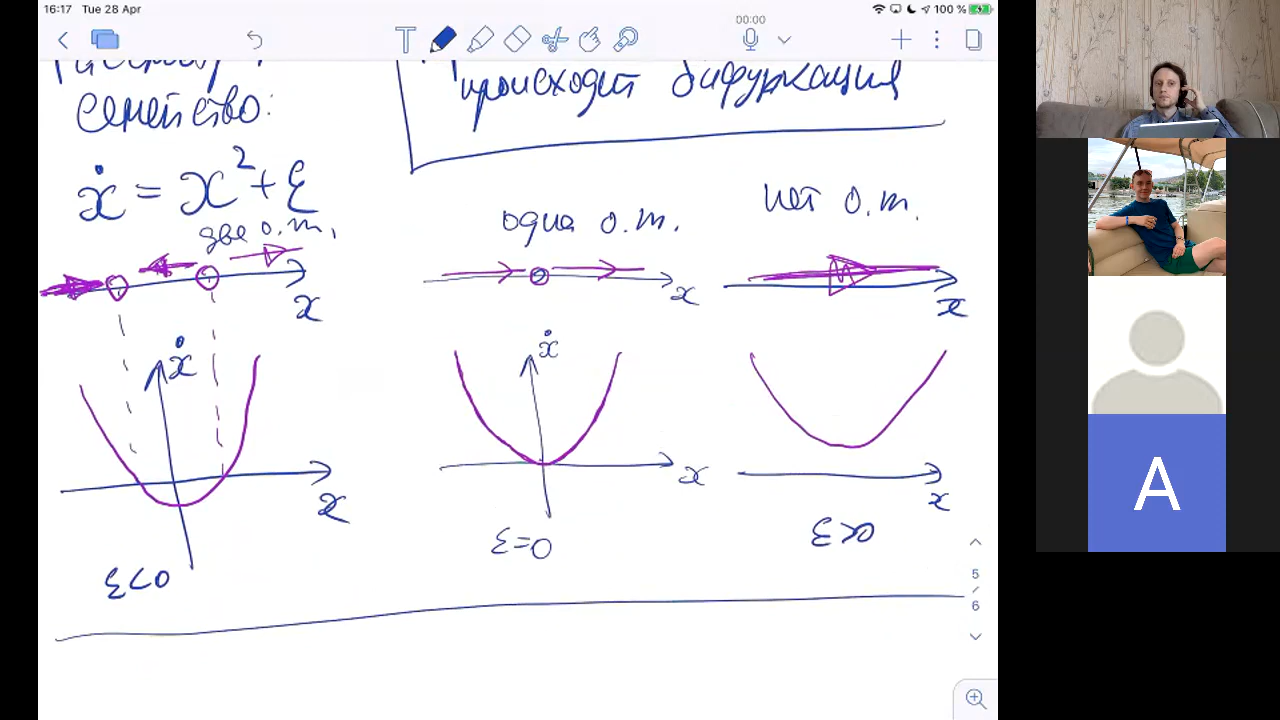 16:17 Tue 28 Apr
100 %
00:00
T
семейство:
происходит бифуркация
ẋ = x² + ε
две о.т.
одна о.т.
нет о.т.
x
x
x
ẋ
ẋ
x
x
x
ε<0
ε=0
ε>0
5
/
6
A